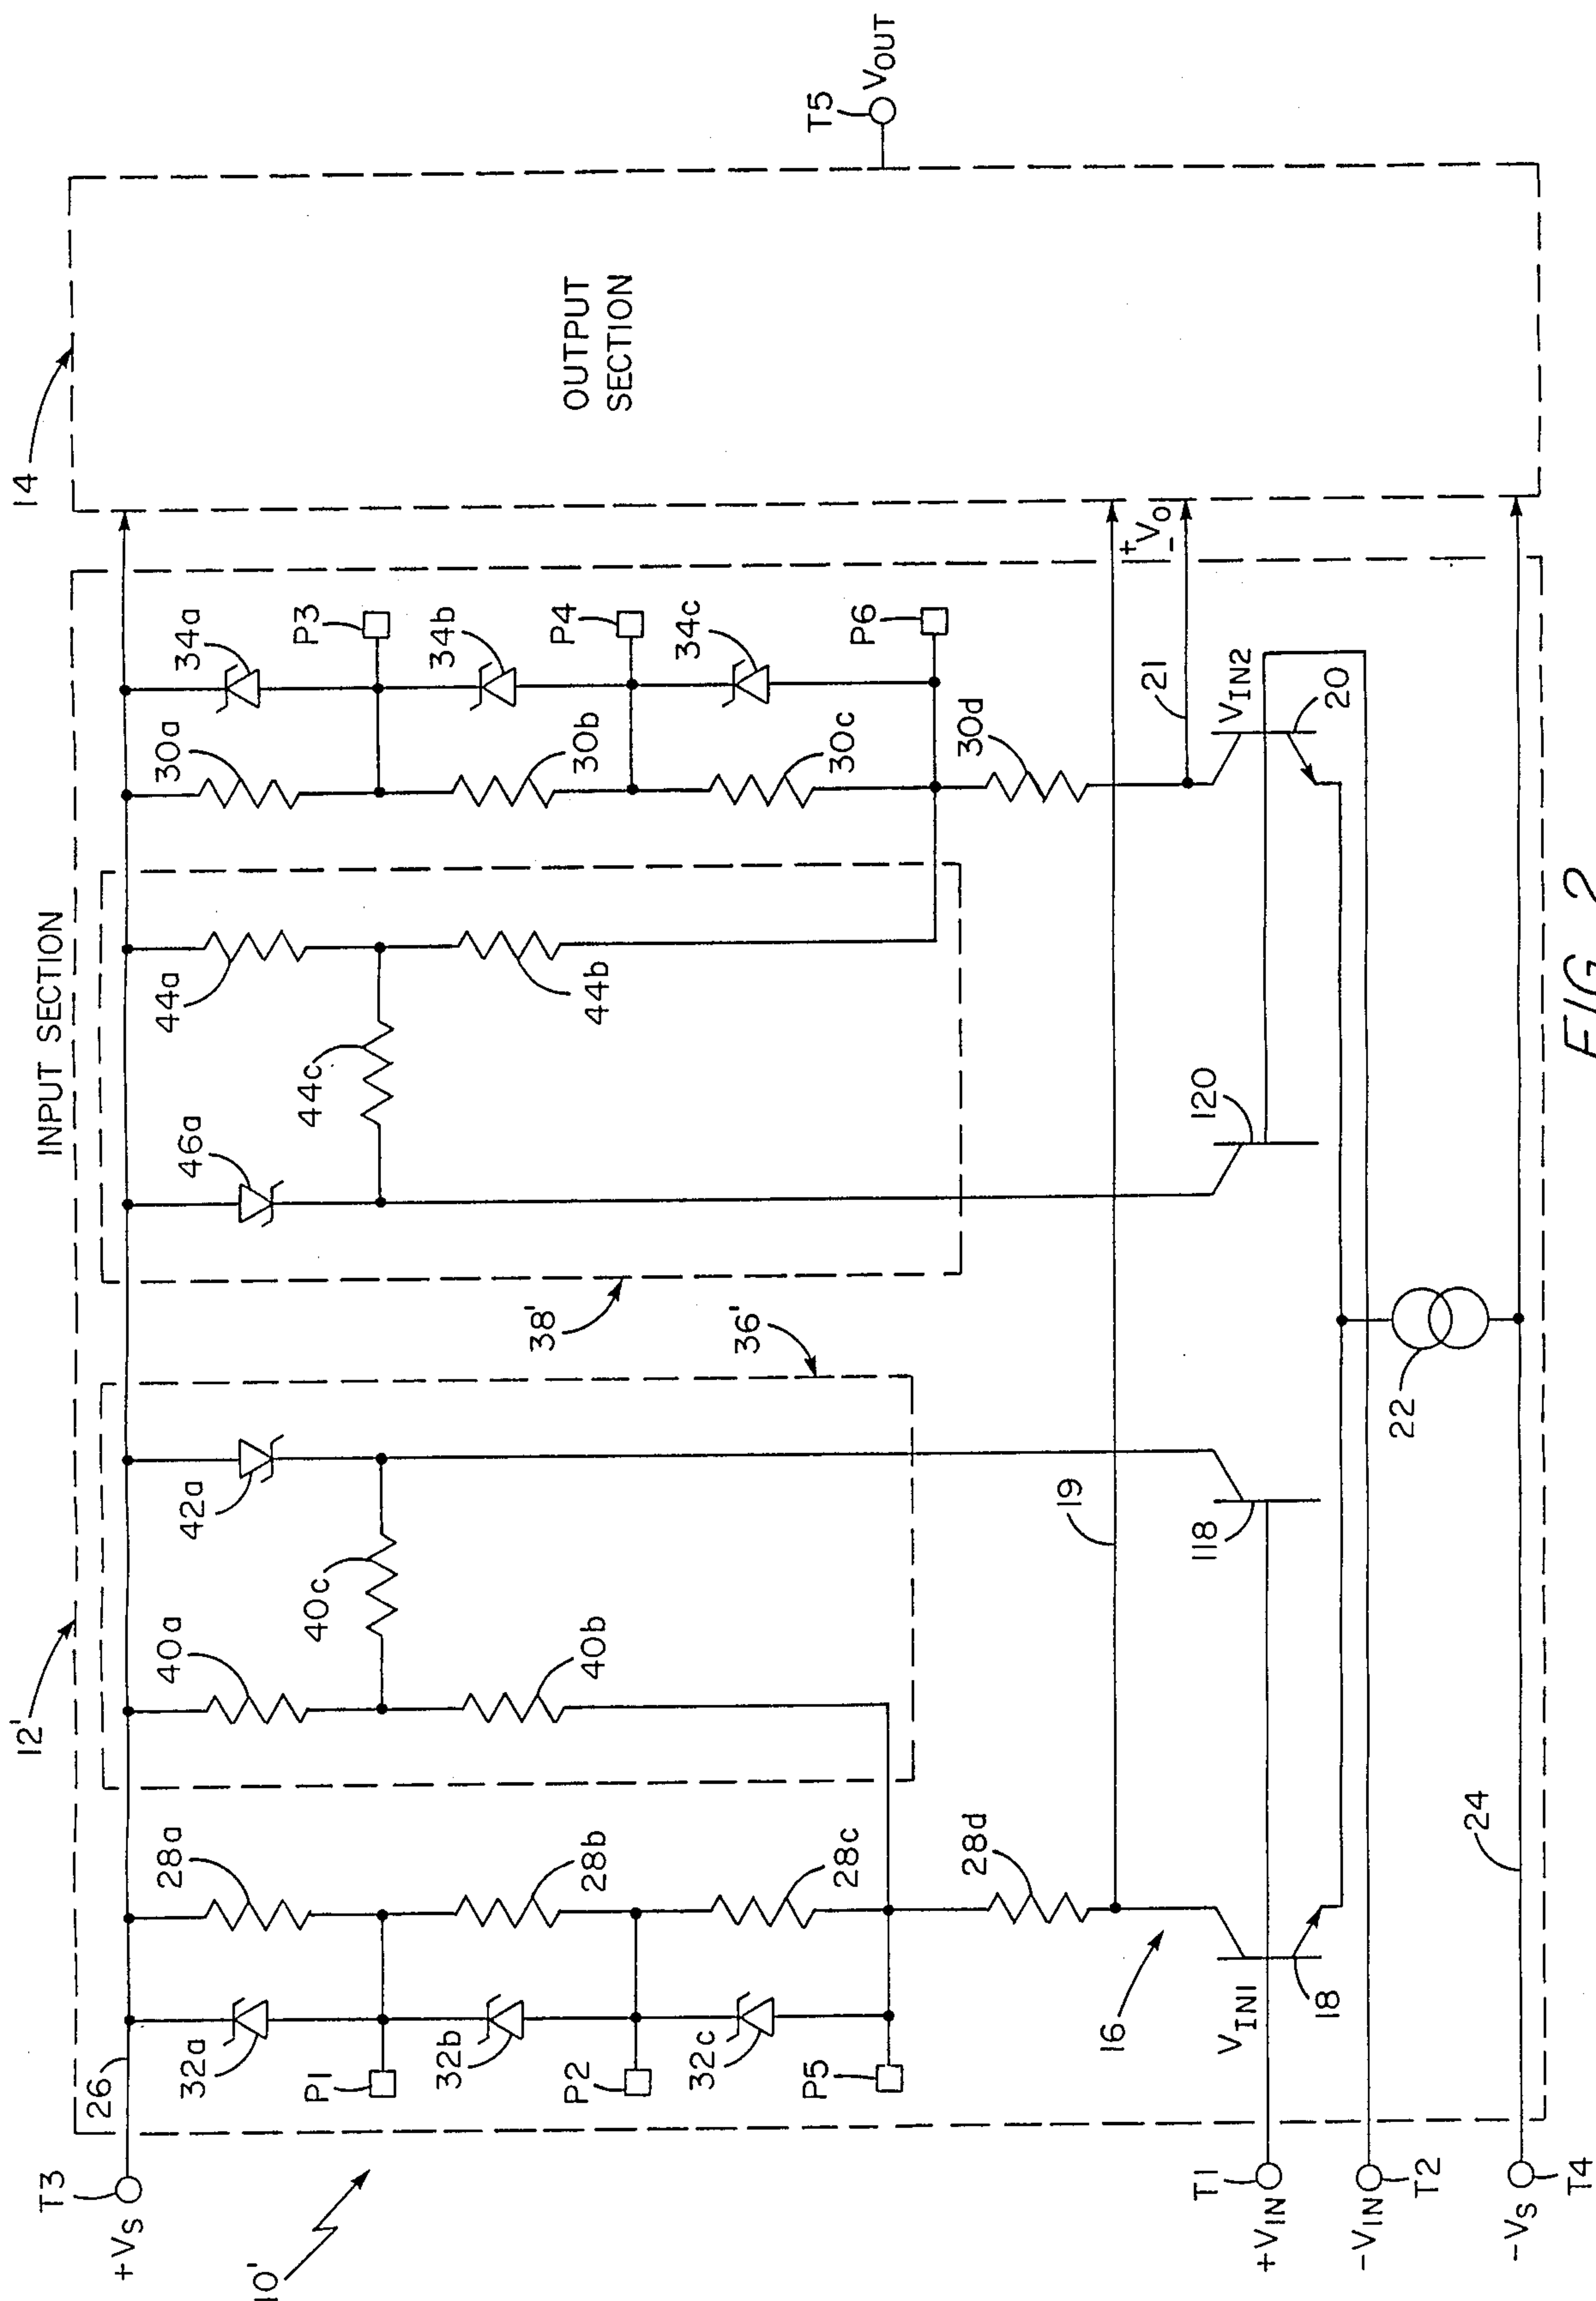 INPUT SECTION
12'
14
T3
+VS
26
10'
32a
28a
40a
42a
46a
44a
30a
34a
P1
40c
44c
P3
32b
28b
40b
44b
30b
34b
P2
P4
32c
28c
36'
38'
30c
34c
P5
P6
28d
30d
16
19
21
+
VO
-
OUTPUT
SECTION
T5
VOUT
VIN1
18
118
120
VIN2
20
T1
+VIN
-VIN
T2
22
24
-VS
T4
FIG. 2